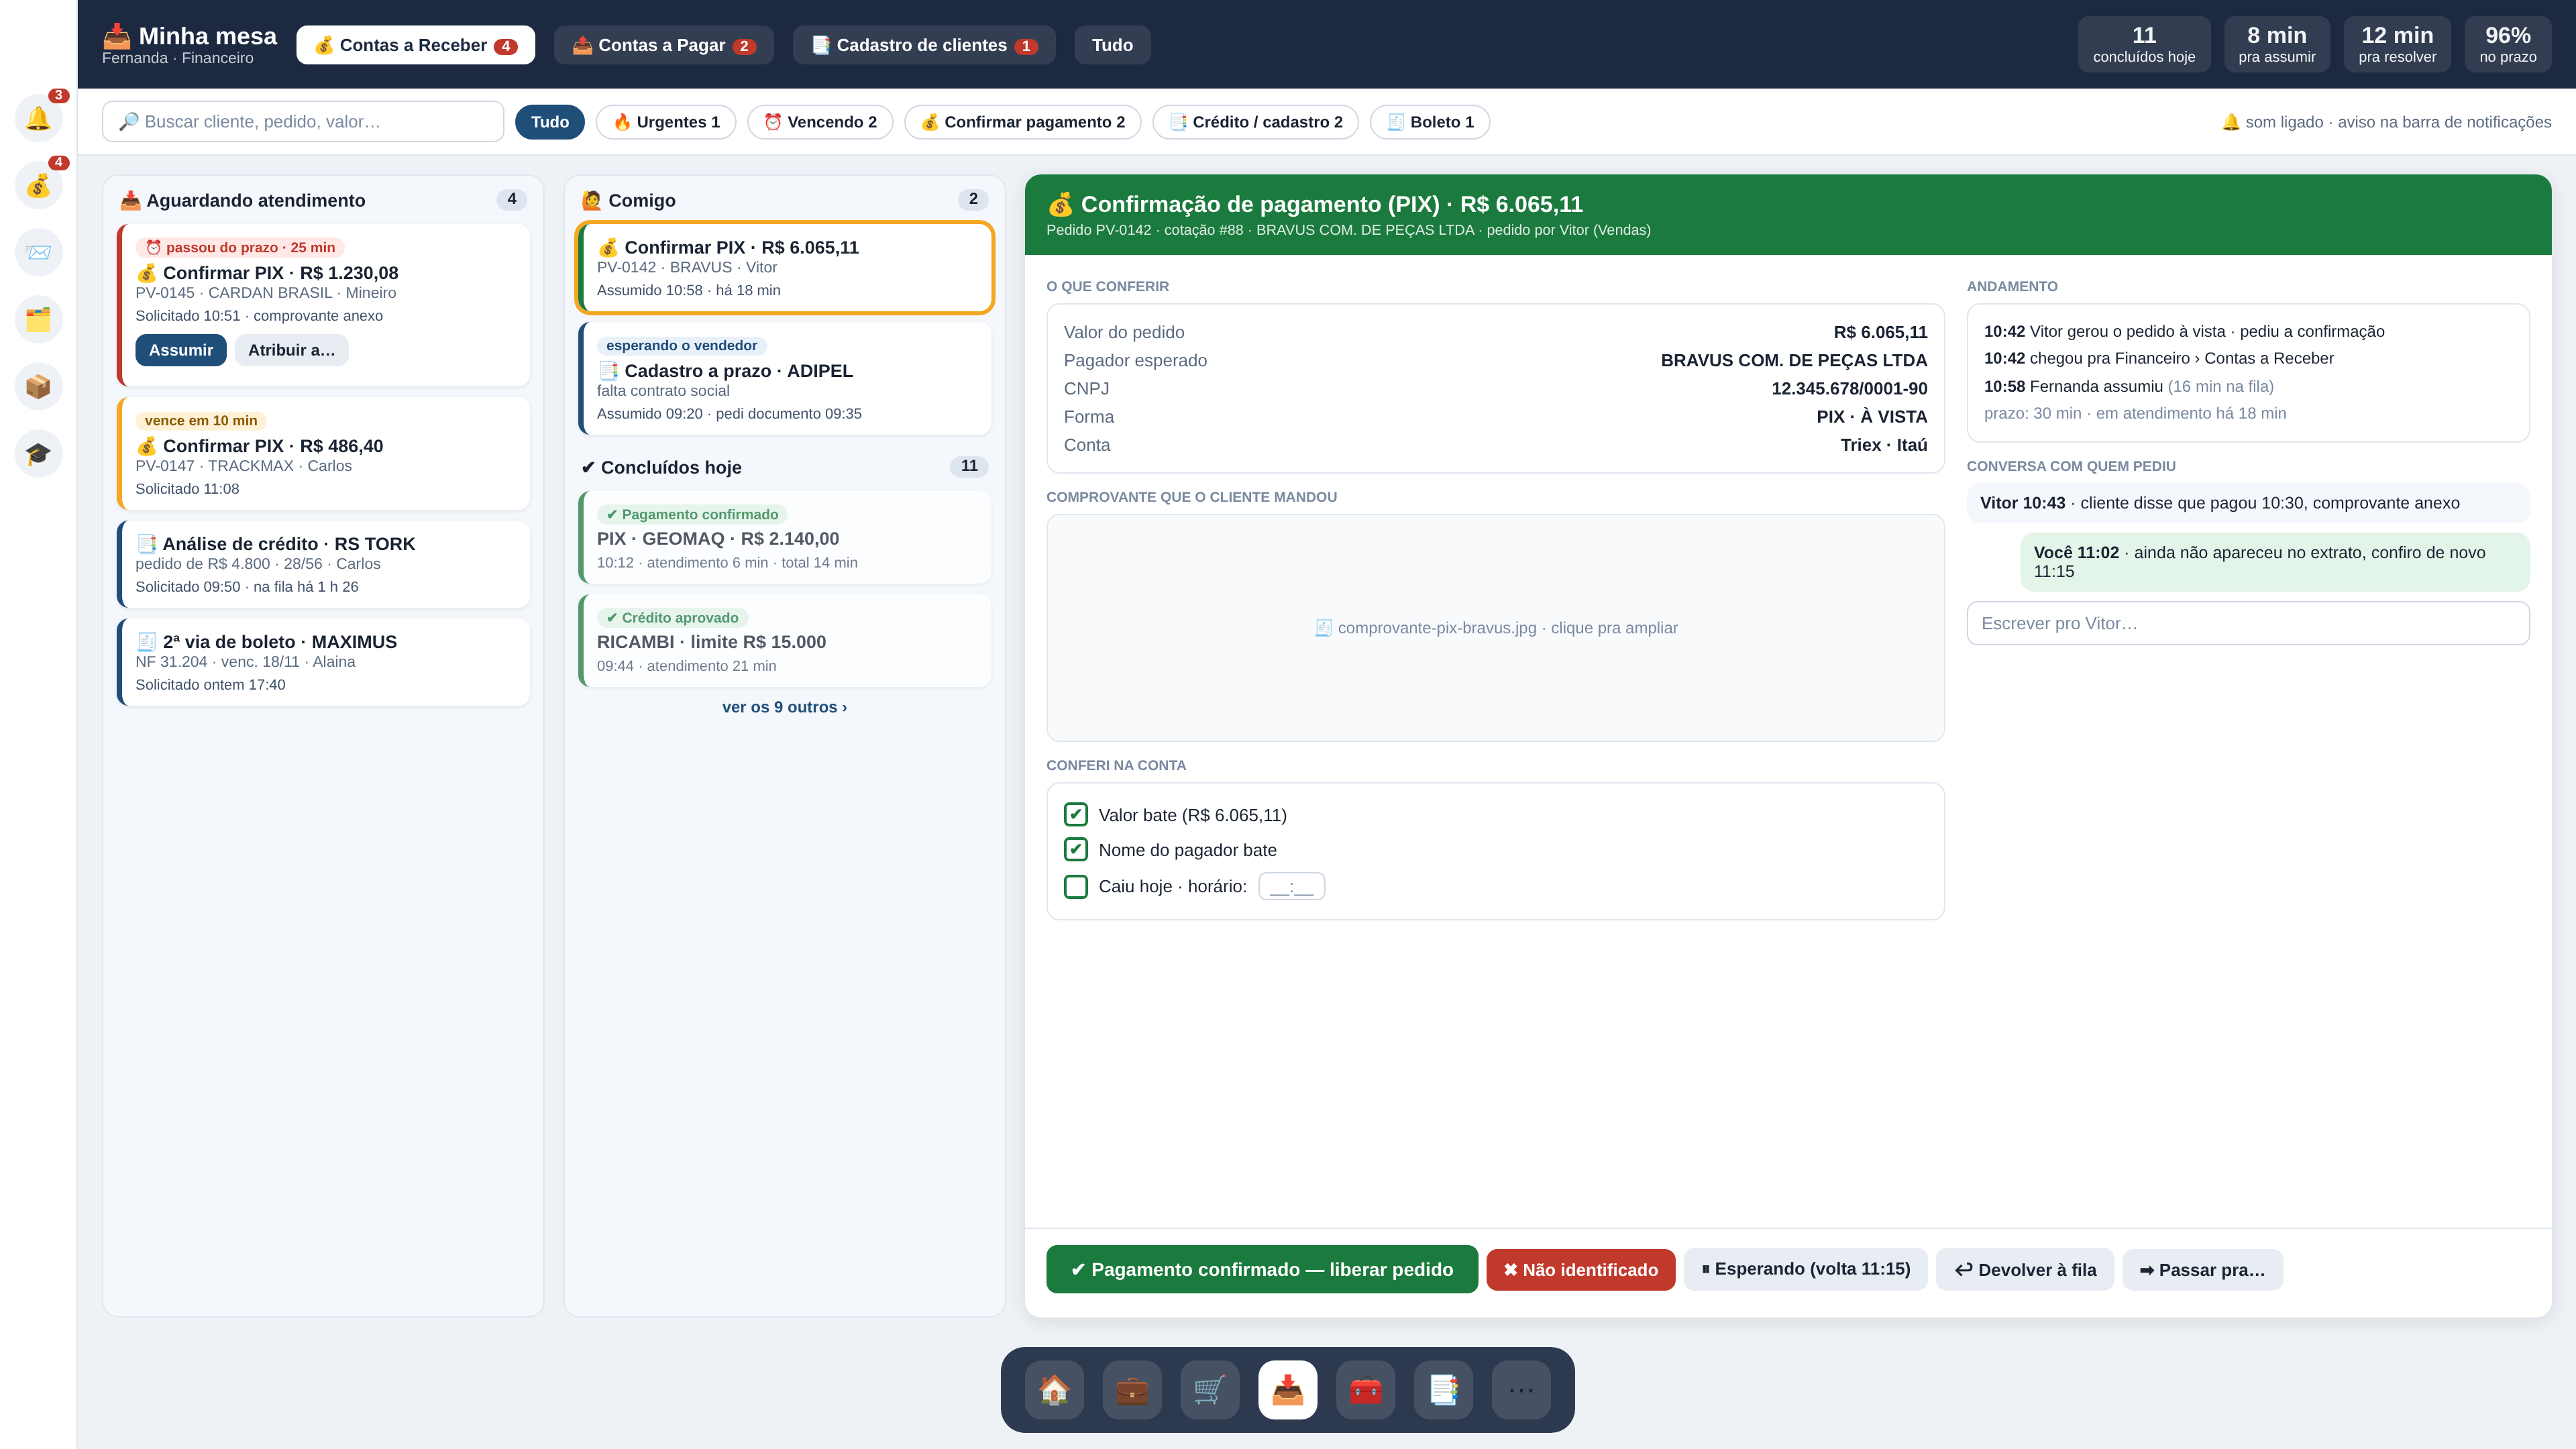 📥 Minha mesa
Fernanda · Financeiro
💰 Contas a Receber 4
📤 Contas a Pagar 2
📑 Cadastro de clientes 1
Tudo
11
concluídos hoje
8 min
pra assumir
12 min
pra resolver
96%
no prazo
3
4
🔎 Buscar cliente, pedido, valor…
Tudo
🔥 Urgentes 1
⏰ Vencendo 2
💰 Confirmar pagamento 2
📑 Crédito / cadastro 2
🧾 Boleto 1
🔔 som ligado · aviso na barra de notificações
📥 Aguardando atendimento 4
⏰ passou do prazo · 25 min
💰 Confirmar PIX · R$ 1.230,08
PV-0145 · CARDAN BRASIL · Mineiro
Solicitado 10:51 · comprovante anexo
Assumir
Atribuir a…
vence em 10 min
💰 Confirmar PIX · R$ 486,40
PV-0147 · TRACKMAX · Carlos
Solicitado 11:08
📑 Análise de crédito · RS TORK
pedido de R$ 4.800 · 28/56 · Carlos
Solicitado 09:50 · na fila há 1 h 26
🧾 2ª via de boleto · MAXIMUS
NF 31.204 · venc. 18/11 · Alaina
Solicitado ontem 17:40
🙋 Comigo 2
💰 Confirmar PIX · R$ 6.065,11
PV-0142 · BRAVUS · Vitor
Assumido 10:58 · há 18 min
esperando o vendedor
📑 Cadastro a prazo · ADIPEL
falta contrato social
Assumido 09:20 · pedi documento 09:35
✔ Concluídos hoje 11
✔ Pagamento confirmado
PIX · GEOMAQ · R$ 2.140,00
10:12 · atendimento 6 min · total 14 min
✔ Crédito aprovado
RICAMBI · limite R$ 15.000
09:44 · atendimento 21 min
ver os 9 outros ›
💰 Confirmação de pagamento (PIX) · R$ 6.065,11
Pedido PV-0142 · cotação #88 · BRAVUS COM. DE PEÇAS LTDA · pedido por Vitor (Vendas)
O QUE CONFERIR
Valor do pedido R$ 6.065,11
Pagador esperado BRAVUS COM. DE PEÇAS LTDA
CNPJ 12.345.678/0001-90
Forma PIX · À VISTA
Conta Triex · Itaú
COMPROVANTE QUE O CLIENTE MANDOU
🧾 comprovante-pix-bravus.jpg · clique pra ampliar
CONFERI NA CONTA
✔ Valor bate (R$ 6.065,11)
✔ Nome do pagador bate
Caiu hoje · horário: __:__
ANDAMENTO
10:42 Vitor gerou o pedido à vista · pediu a confirmação
10:42 chegou pra Financeiro › Contas a Receber
10:58 Fernanda assumiu (16 min na fila)
prazo: 30 min · em atendimento há 18 min
CONVERSA COM QUEM PEDIU
Vitor 10:43 · cliente disse que pagou 10:30, comprovante anexo
Você 11:02 · ainda não apareceu no extrato, confiro de novo
11:15
Escrever pro Vitor…
✔ Pagamento confirmado — liberar pedido
✖ Não identificado
⏸ Esperando (volta 11:15)
↩ Devolver à fila
➡ Passar pra…
⋯